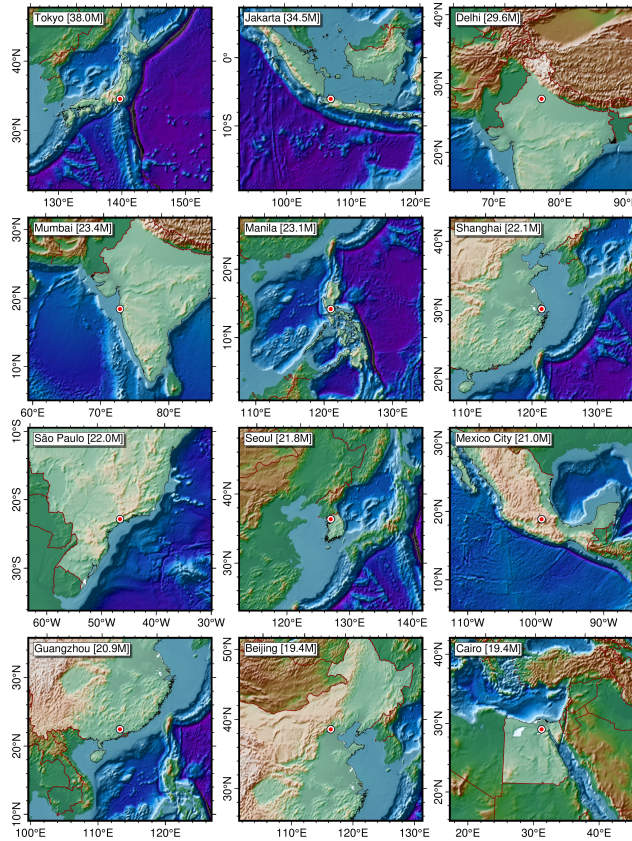 Tokyo [38.0M]
40°N
30°N
130°E
140°E
150°E
Jakarta [34.5M]
0°
10°S
100°E
110°E
120°E
Delhi [29.6M]
40°N
30°N
20°N
70°E
80°E
90°E
Mumbai [23.4M]
30°N
20°N
10°N
60°E
70°E
80°E
Manila [23.1M]
20°N
10°N
110°E
120°E
130°E
Shanghai [22.1M]
40°N
30°N
20°N
110°E
120°E
130°E
São Paulo [22.0M]
10°S
20°S
30°S
60°W
50°W
40°W
30°W
Seoul [21.8M]
40°N
30°N
120°E
130°E
140°E
Mexico City [21.0M]
30°N
20°N
10°N
110°W
100°W
90°W
Guangzhou [20.9M]
30°N
20°N
10°N
100°E
110°E
120°E
Beijing [19.4M]
50°N
40°N
30°N
100°E
110°E
120°E
130°E
Cairo [19.4M]
40°N
30°N
20°N
20°E
30°E
40°E